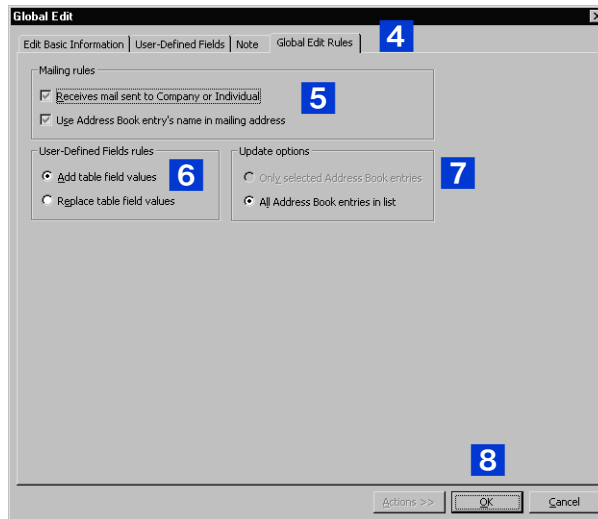 Global Edit
Edit Basic Information User-Defined Fields Note Global Edit Rules 4
Mailing rules
Receives mail sent to Company or Individual 5
Use Address Book entry's name in mailing address
User-Defined Fields rules Update options
Add table field values 6 Only selected Address Book entries 7
Replace table field values All Address Book entries in list
8
Actions >> OK Cancel